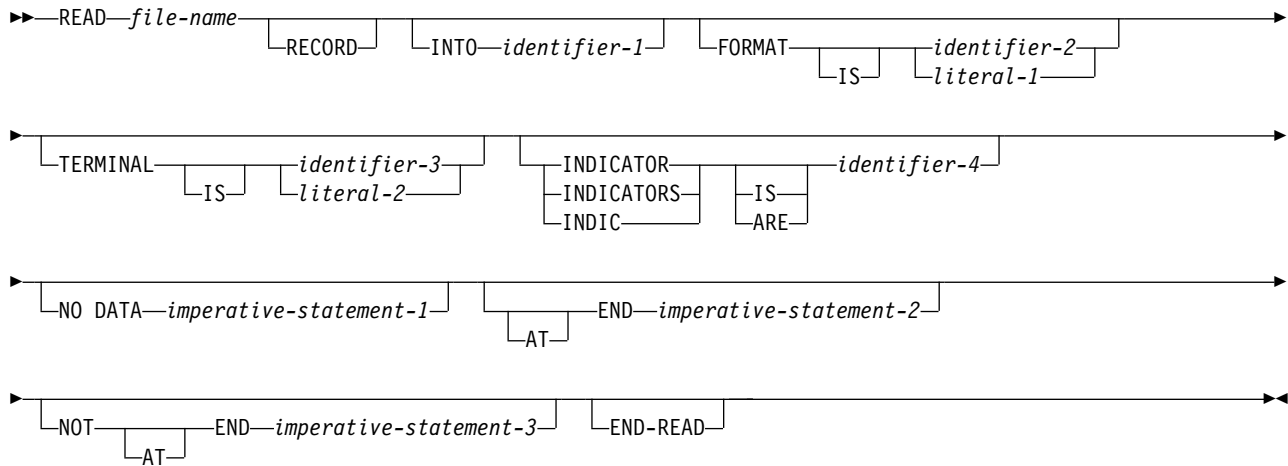 READ file-name RECORD INTO identifier-1 FORMAT IS identifier-2
literal-1
TERMINAL IS identifier-3 INDICATOR identifier-4
literal-2 INDICATORS IS
INDIC ARE
NO DATA imperative-statement-1 AT END imperative-statement-2
NOT AT END imperative-statement-3 END-READ